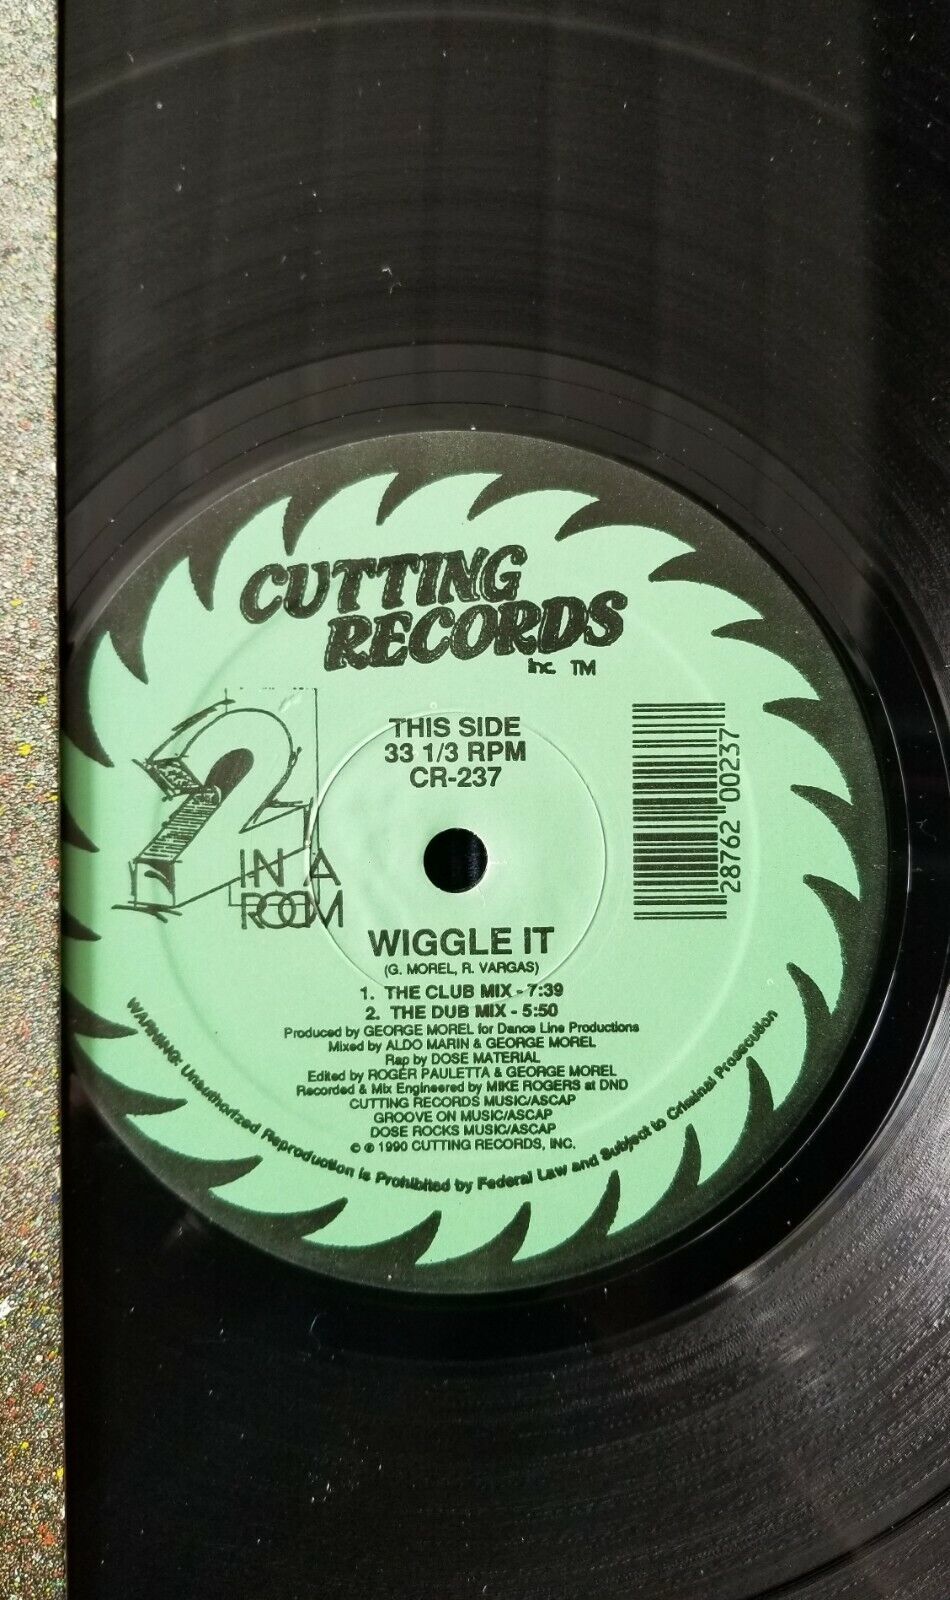 CUTTING
RECORDS
Inc. TM
THIS SIDE
33 1/3 RPM
CR-237
28762 00237
2
IN A
ROOM
WIGGLE IT
(G. MOREL, R. VARGAS)
1. THE CLUB MIX - 7:39
2. THE DUB MIX - 5:50
Produced by GEORGE MOREL for Dance Line Productions
Mixed by ALDO MARIN & GEORGE MOREL
Rap by DOSE MATERIAL
Edited by ROGER PAULETTA & GEORGE MOREL
Recorded & Mix Engineered by MIKE ROGERS at DND
CUTTING RECORDS MUSIC/ASCAP
GROOVE ON MUSIC/ASCAP
DOSE ROCKS MUSIC/ASCAP
© ℗ 1990 CUTTING RECORDS, INC.
WARNING: Unauthorized Reproduction is Prohibited by Federal Law and Subject to Criminal Prosecution